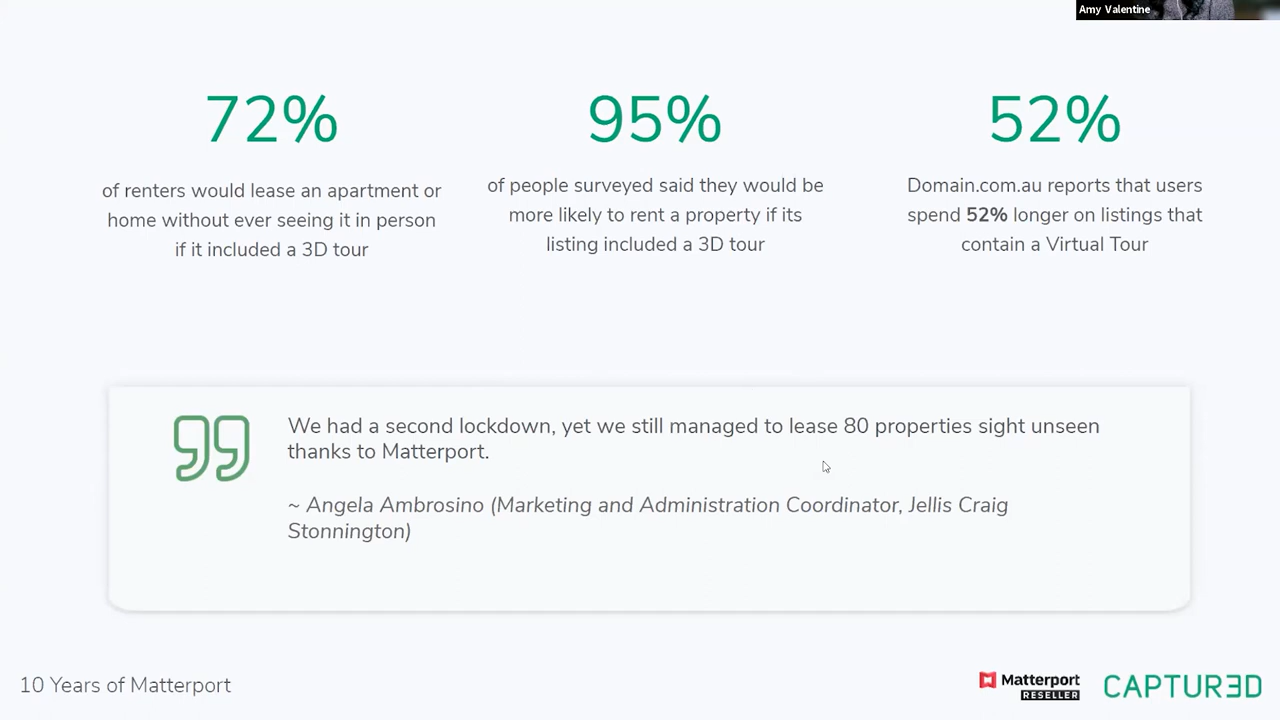 Amy Valentine
72%
of renters would lease an apartment or
home without ever seeing it in person
if it included a 3D tour
95%
of people surveyed said they would be
more likely to rent a property if its
listing included a 3D tour
52%
Domain.com.au reports that users
spend 52% longer on listings that
contain a Virtual Tour
We had a second lockdown, yet we still managed to lease 80 properties sight unseen
thanks to Matterport.
~ Angela Ambrosino (Marketing and Administration Coordinator, Jellis Craig
Stonnington)
10 Years of Matterport
Matterport
RESELLER
CAPTUR3D